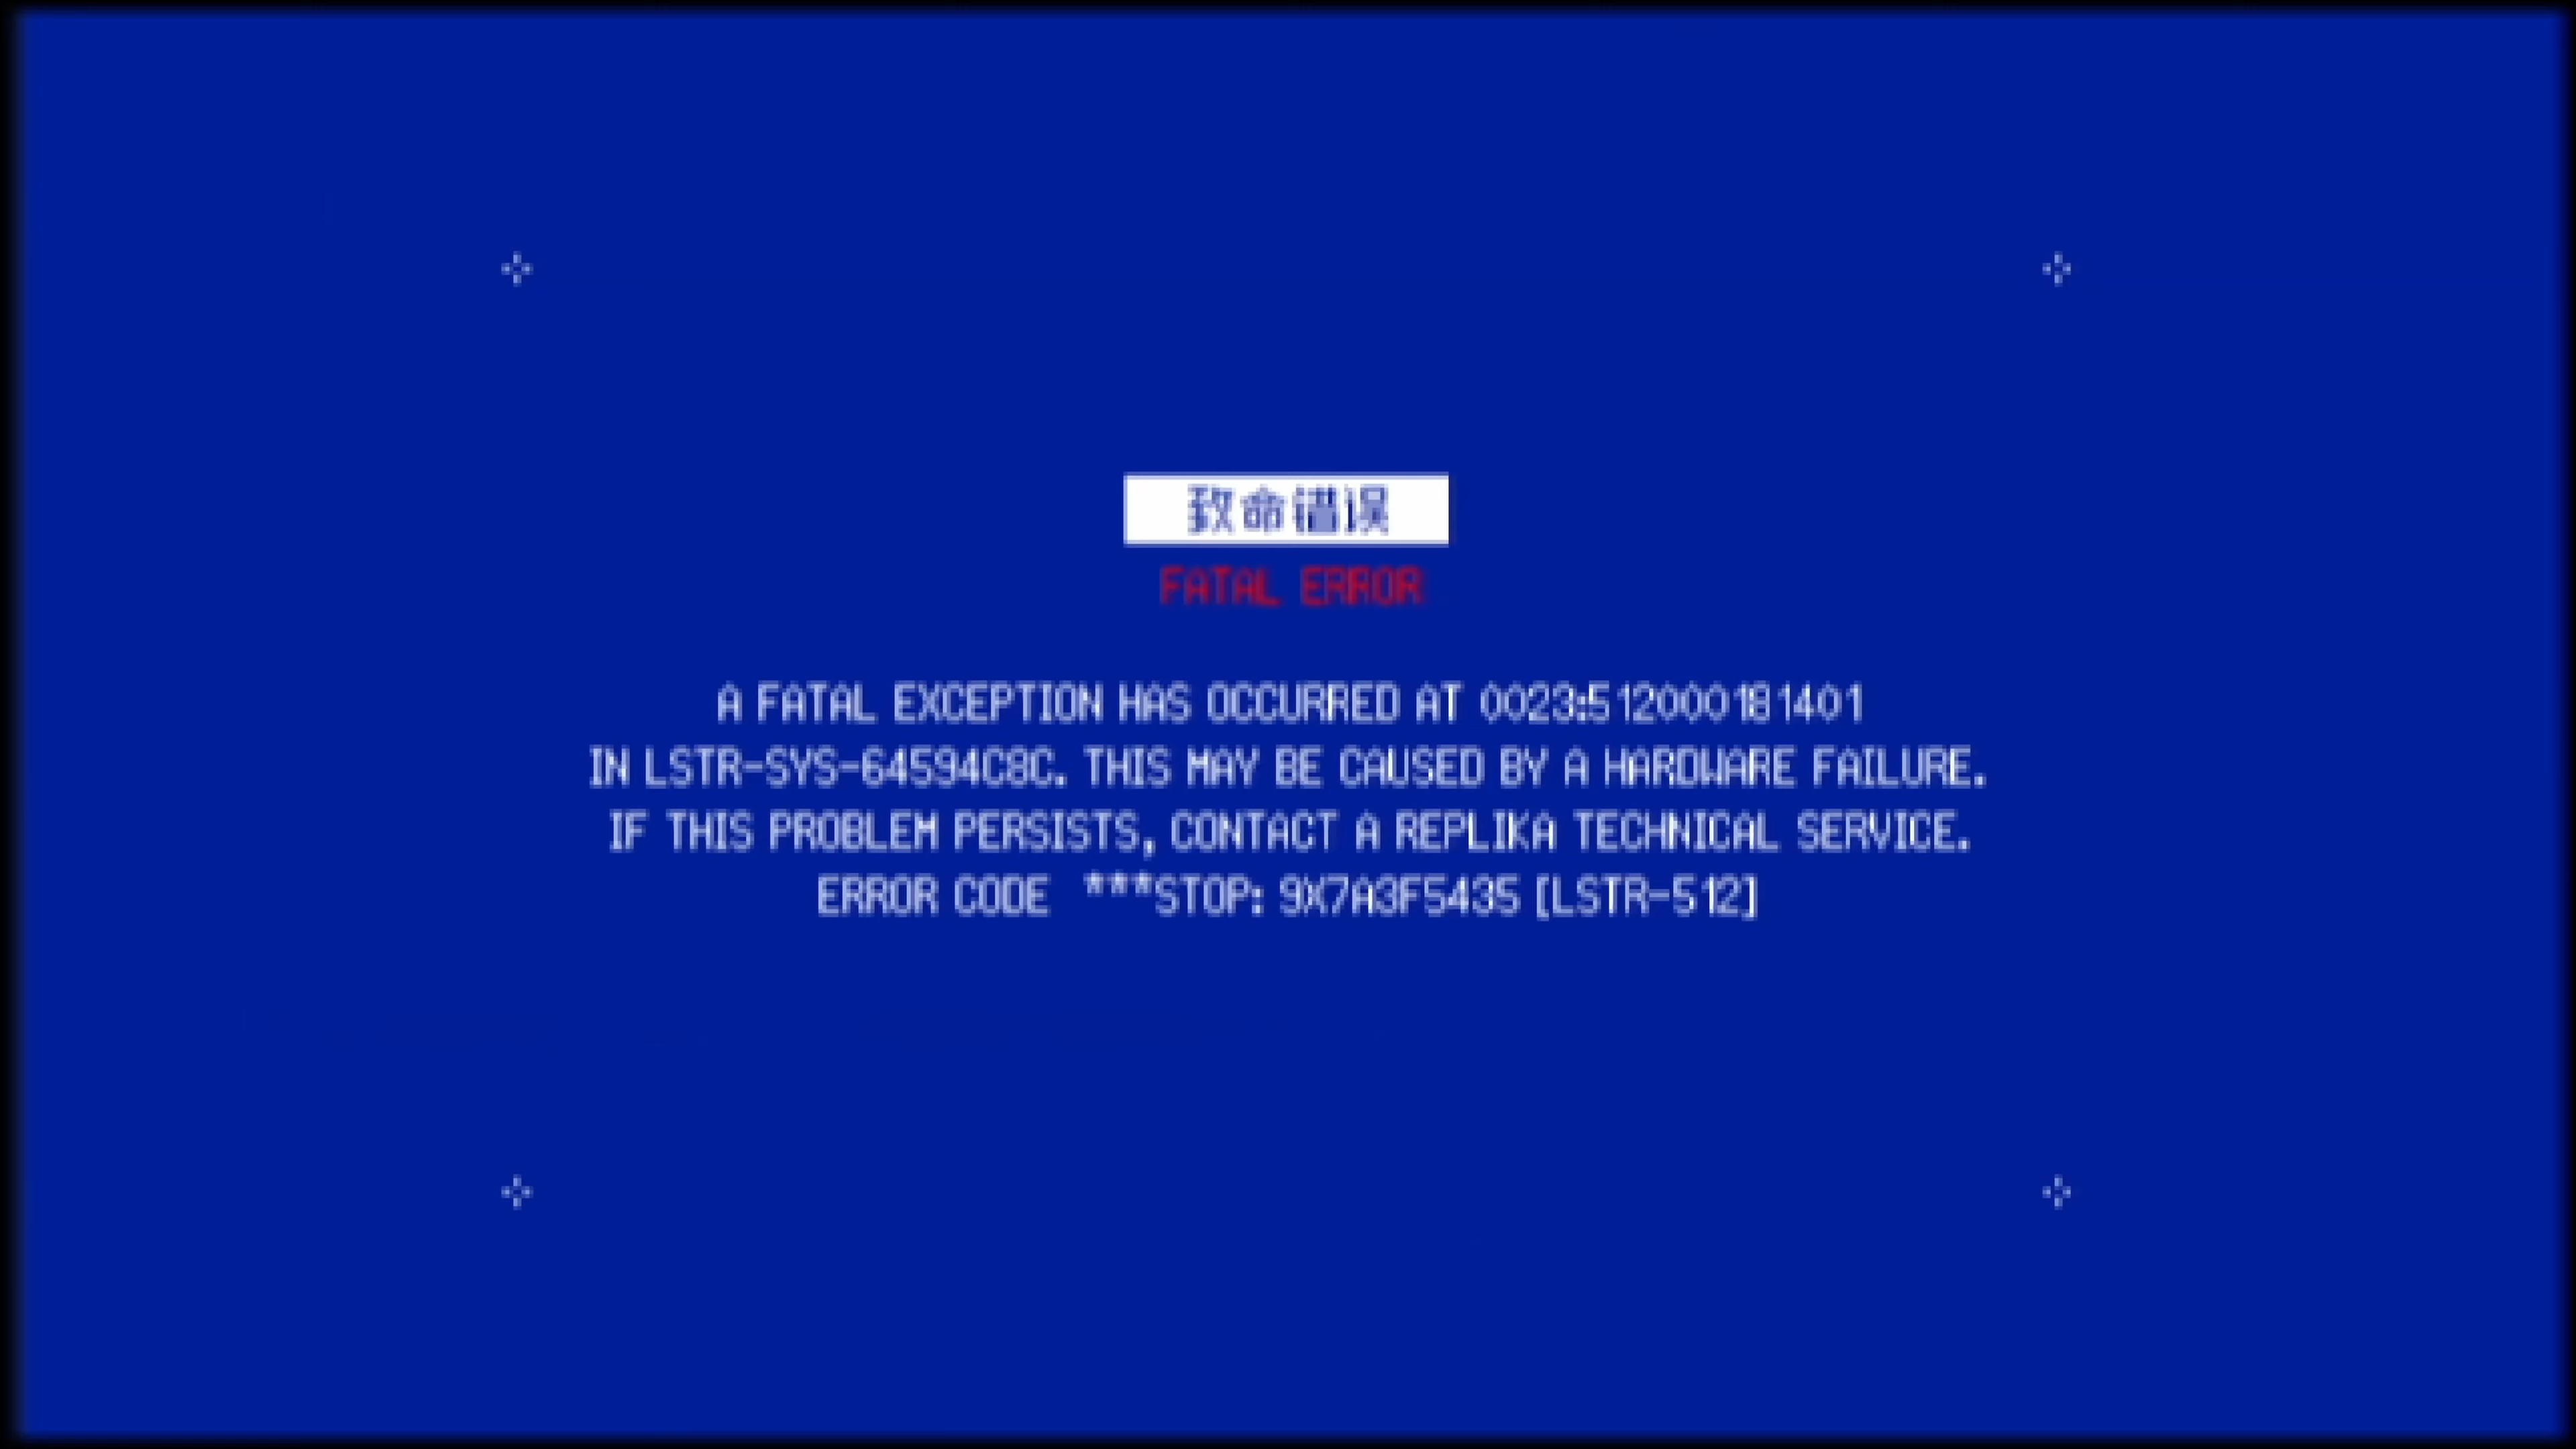 致命错误
FATAL ERROR
A FATAL EXCEPTION HAS OCCURRED AT 0023:512000181401
IN LSTR-SYS-64594C8C. THIS MAY BE CAUSED BY A HARDWARE FAILURE.
IF THIS PROBLEM PERSISTS, CONTACT A REPLIKA TECHNICAL SERVICE.
ERROR CODE ***STOP: 9X7A3F5435 [LSTR-512]